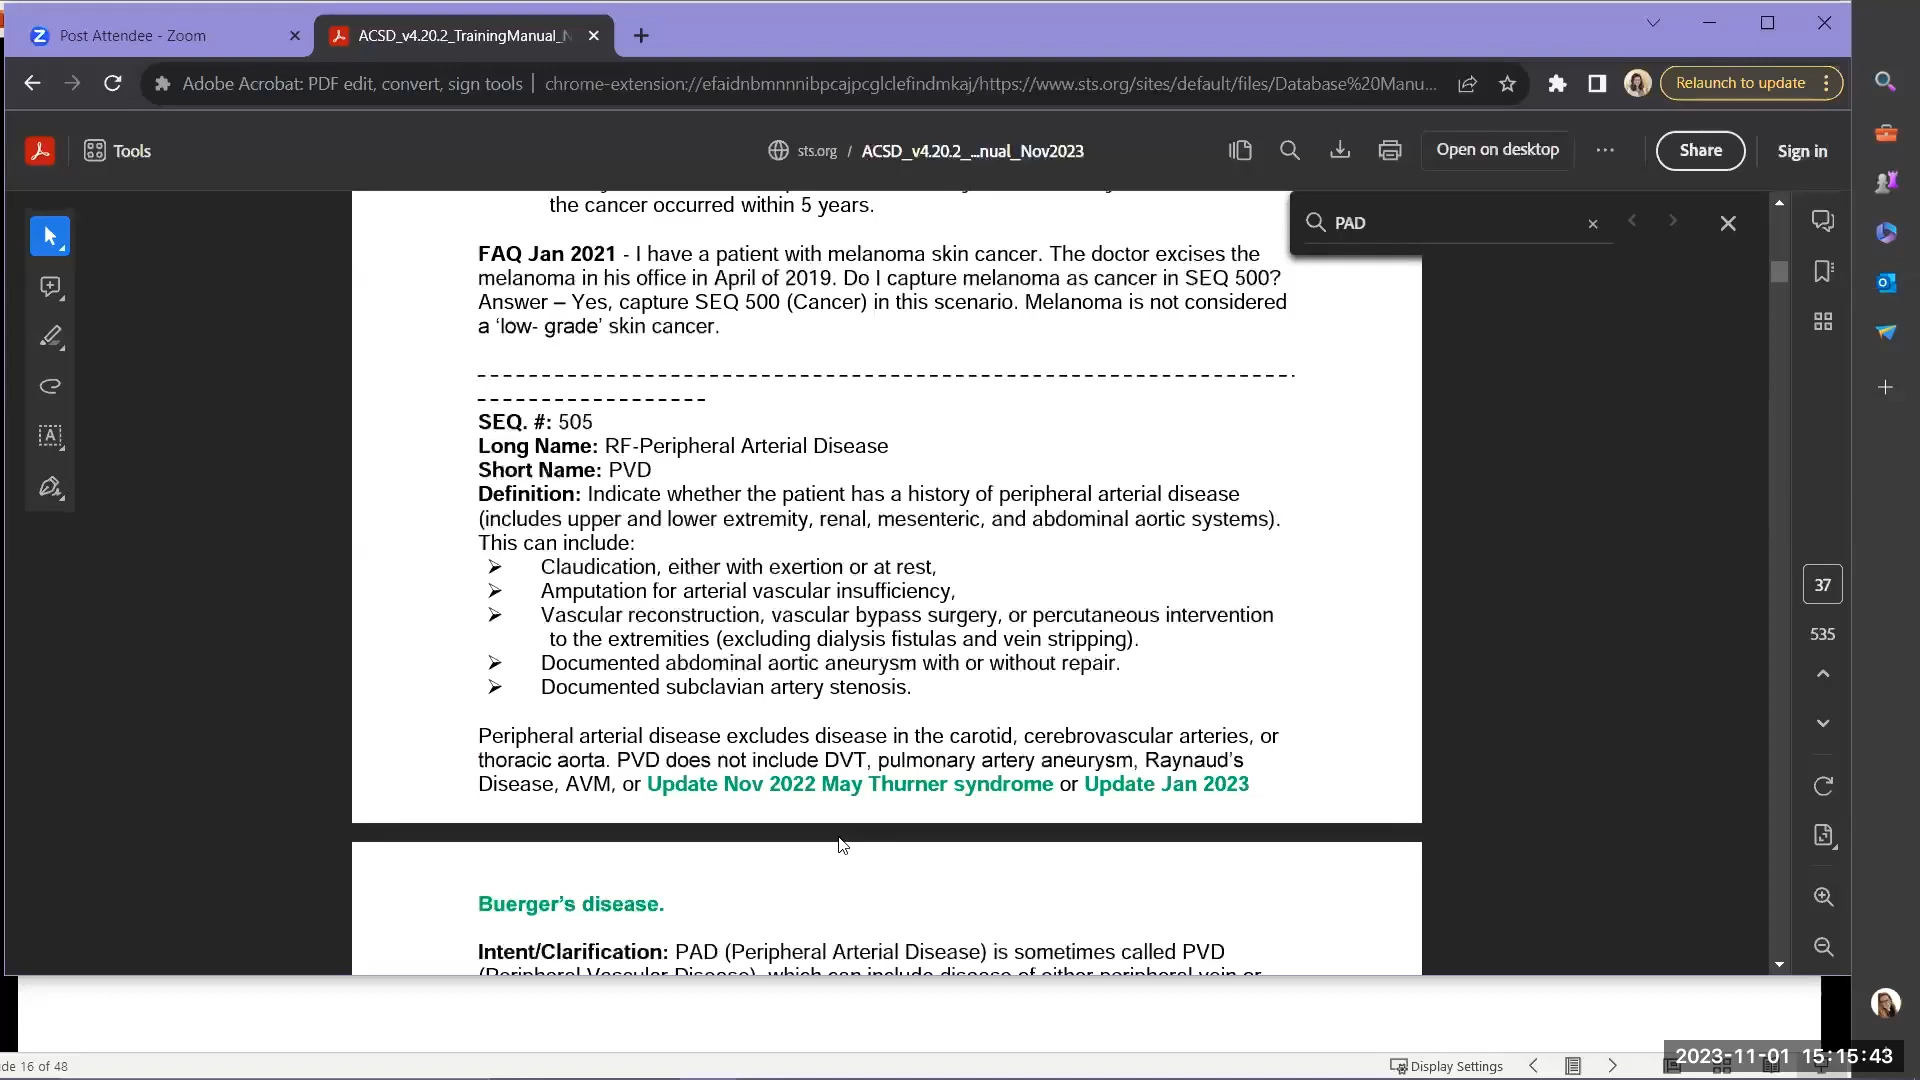 Post Attendee - Zoom
ACSD_v4.20.2_TrainingManual_N
Adobe Acrobat: PDF edit, convert, sign tools
chrome-extension://efaidnbmnnnibpcajpcglclefindmkaj/https://www.sts.org/sites/default/files/Database%20Manu...
Relaunch to update
Tools
sts.org / ACSD_v4.20.2_...nual_Nov2023
Open on desktop
Share
Sign in
PAD
the cancer occurred within 5 years.
FAQ Jan 2021 - I have a patient with melanoma skin cancer. The doctor excises the
melanoma in his office in April of 2019. Do I capture melanoma as cancer in SEQ 500?
Answer – Yes, capture SEQ 500 (Cancer) in this scenario. Melanoma is not considered
a ‘low- grade’ skin cancer.
SEQ. #: 505
Long Name: RF-Peripheral Arterial Disease
Short Name: PVD
Definition: Indicate whether the patient has a history of peripheral arterial disease
(includes upper and lower extremity, renal, mesenteric, and abdominal aortic systems).
This can include:
➢ Claudication, either with exertion or at rest,
➢ Amputation for arterial vascular insufficiency,
➢ Vascular reconstruction, vascular bypass surgery, or percutaneous intervention
to the extremities (excluding dialysis fistulas and vein stripping).
➢ Documented abdominal aortic aneurysm with or without repair.
➢ Documented subclavian artery stenosis.
Peripheral arterial disease excludes disease in the carotid, cerebrovascular arteries, or
thoracic aorta. PVD does not include DVT, pulmonary artery aneurysm, Raynaud’s
Disease, AVM, or Update Nov 2022 May Thurner syndrome or Update Jan 2023
37
535
Buerger’s disease.
Intent/Clarification: PAD (Peripheral Arterial Disease) is sometimes called PVD
(Peripheral Vascular Disease), which can include disease of either peripheral vein or
de 16 of 48
Display Settings
2023-11-01 15:15:43